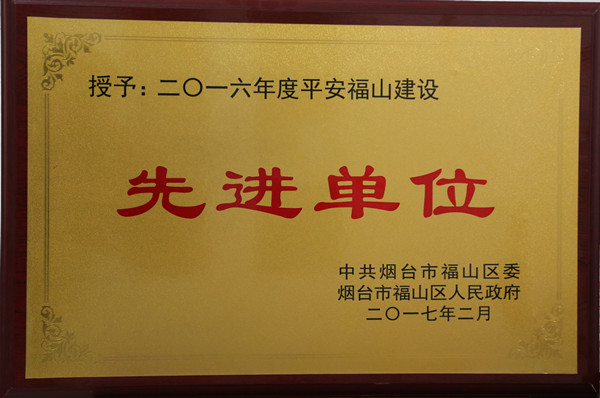 授予：二〇一六年度平安福山建设
先进单位
中共烟台市福山区委
烟台市福山区人民政府
二〇一七年二月